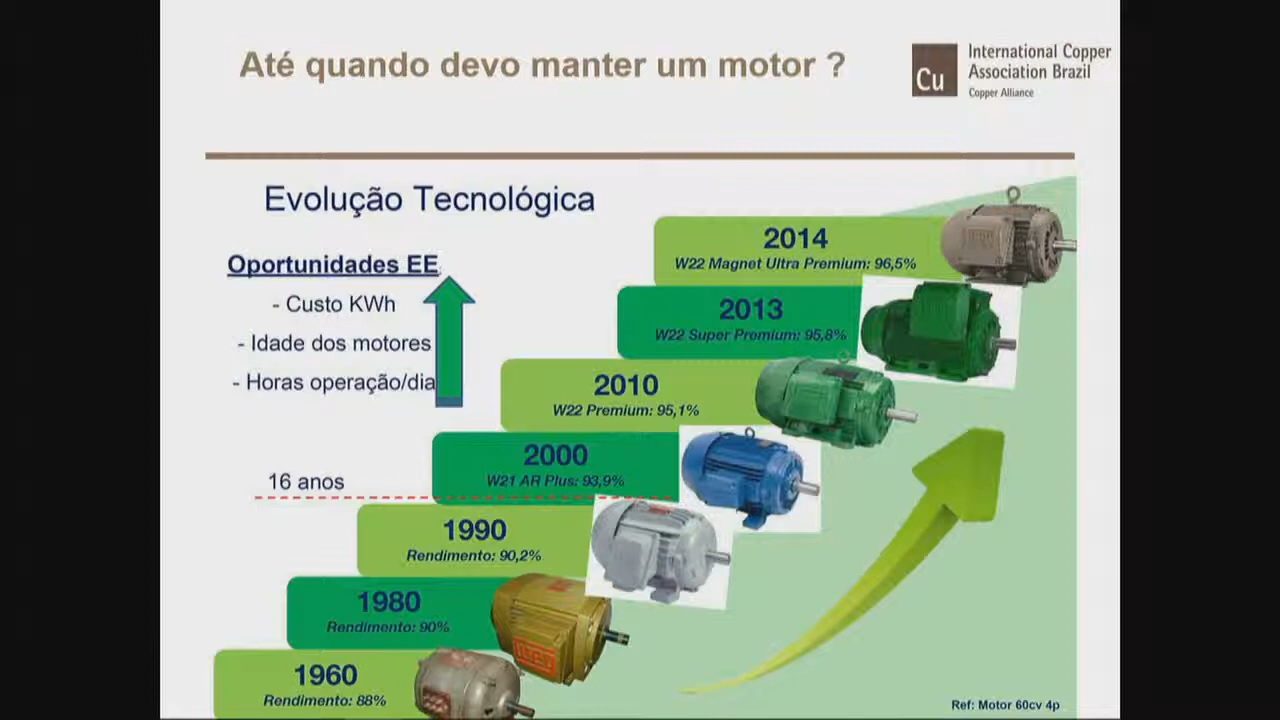 Até quando devo manter um motor ?
Cu
International Copper
Association Brazil
Copper Alliance
Evolução Tecnológica
Oportunidades EE
- Custo KWh
- Idade dos motores
- Horas operação/dia
16 anos
2014
W22 Magnet Ultra Premium: 96,5%
2013
W22 Super Premium: 95,8%
2010
W22 Premium: 95,1%
2000
W21 AR Plus: 93,9%
1990
Rendimento: 90,2%
1980
Rendimento: 90%
1960
Rendimento: 88%
Ref: Motor 60cv 4p